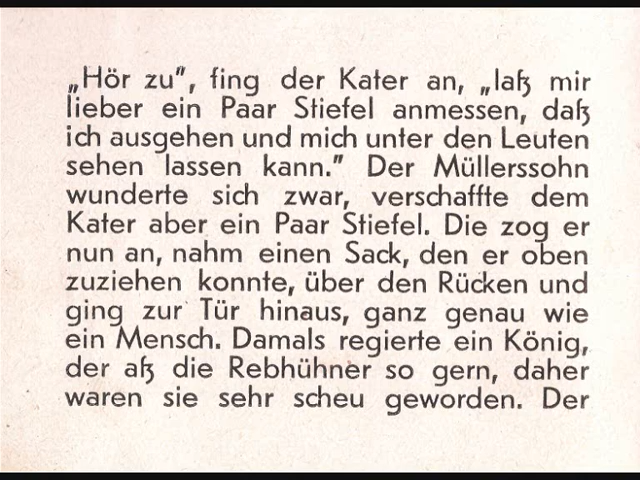 „Hör zu", fing der Kater an, „laß mir
lieber ein Paar Stiefel anmessen, daß
ich ausgehen und mich unter den Leuten
sehen lassen kann." Der Müllerssohn
wunderte sich zwar, verschaffte dem
Kater aber ein Paar Stiefel. Die zog er
nun an, nahm einen Sack, den er oben
zuziehen konnte, über den Rücken und
ging zur Tür hinaus, ganz genau wie
ein Mensch. Damals regierte ein König,
der aß die Rebhühner so gern, daher
waren sie sehr scheu geworden. Der